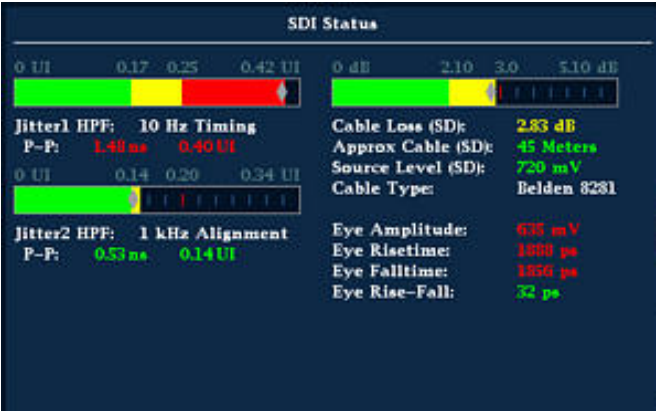 SDI Status
0 UI 0.17 0.25 0.42 UI
Jitter1 HPF: 10 Hz Timing
P-P: 1.48 ns 0.40 UI
0 UI 0.14 0.20 0.34 UI
Jitter2 HPF: 1 kHz Alignment
P-P: 0.53 ns 0.14 UI
0 dB 2.10 3.0 5.10 dB
Cable Loss (SD): 2.83 dB
Approx Cable (SD): 45 Meters
Source Level (SD): 720 mV
Cable Type: Belden 8281
Eye Amplitude: 635 mV
Eye Risetime: 1888 ps
Eye Falltime: 1856 ps
Eye Rise-Fall: 32 ps